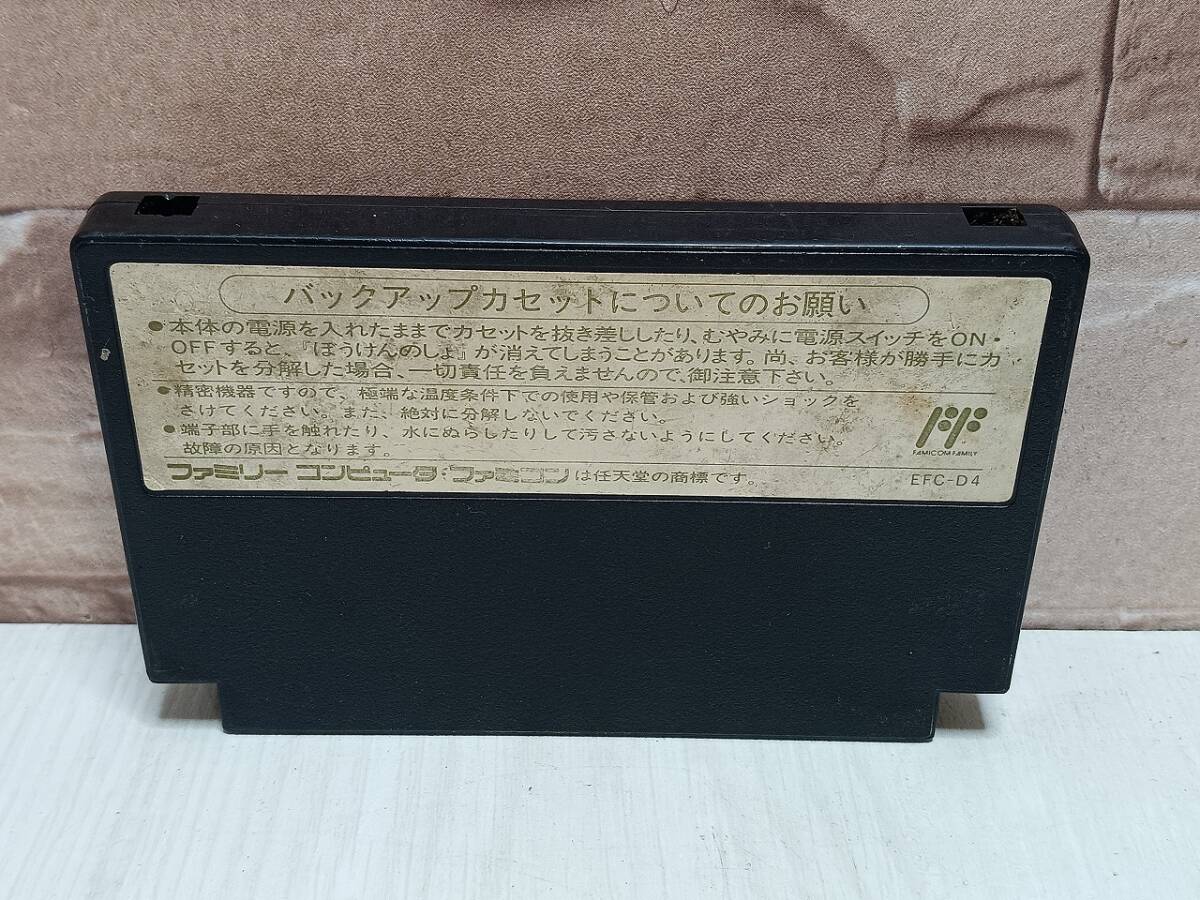 バックアップカセットについてのお願い
●本体の電源を入れたままでカセットを抜き差ししたり、むやみに電源スイッチをON・
OFFすると、『ぼうけんのしょ』が消えてしまうことがあります。尚、お客様が勝手にカ
セットを分解した場合、一切責任を負えませんので、御注意下さい。
●精密機器ですので、極端な温度条件下での使用や保管および強いショックを
さけてください。また、絶対に分解しないでください。
●端子部に手を触れたり、水にぬらしたりして汚さないようにしてください。
故障の原因となります。
FF
FAMICOM FAMILY
ファミリーコンピュータ・ファミコンは任天堂の商標です。
EFC-D4